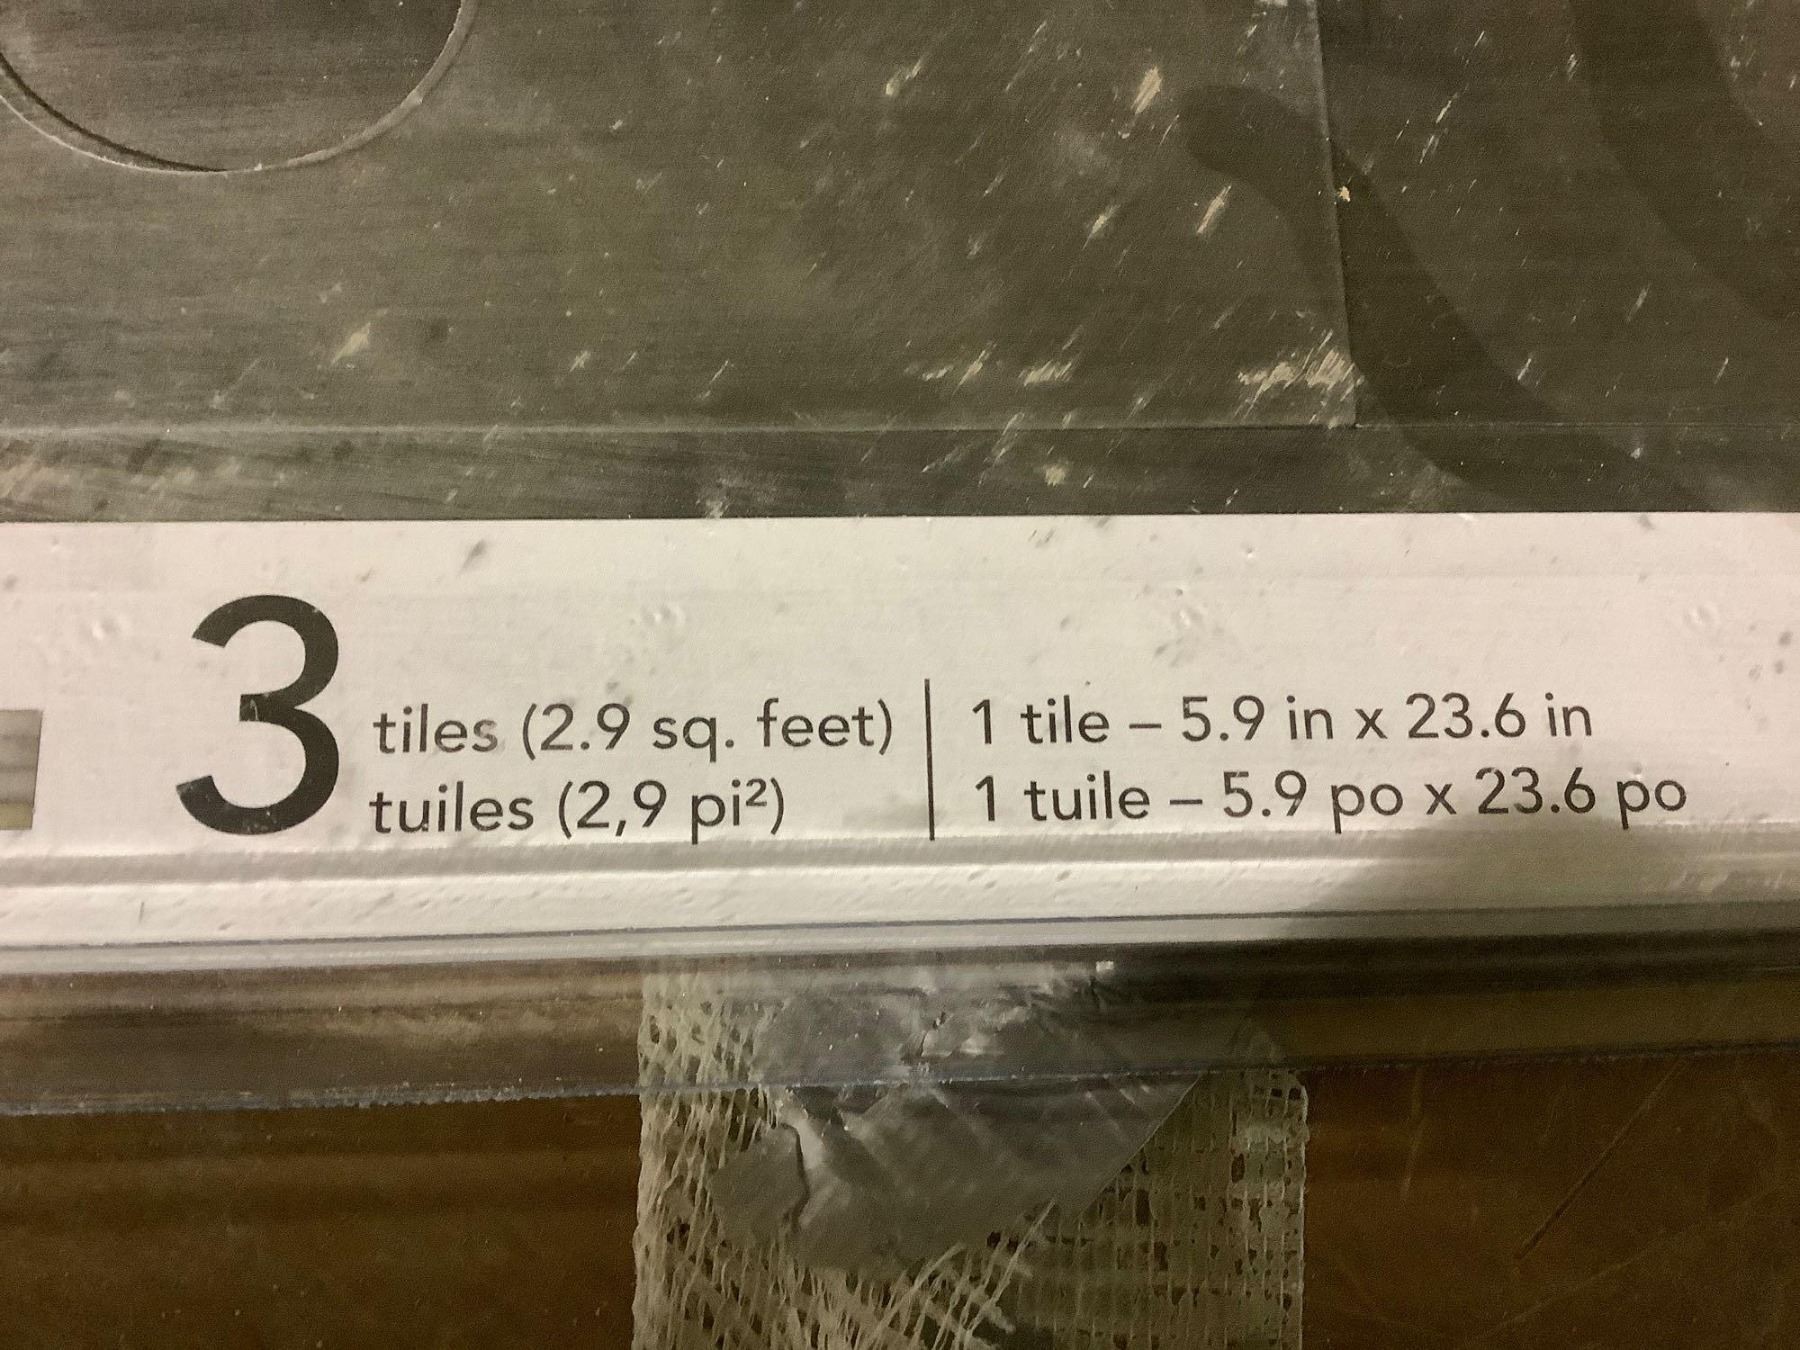 3
tiles (2.9 sq. feet)
tuiles (2,9 pi²)
1 tile – 5.9 in x 23.6 in
1 tuile – 5.9 po x 23.6 po